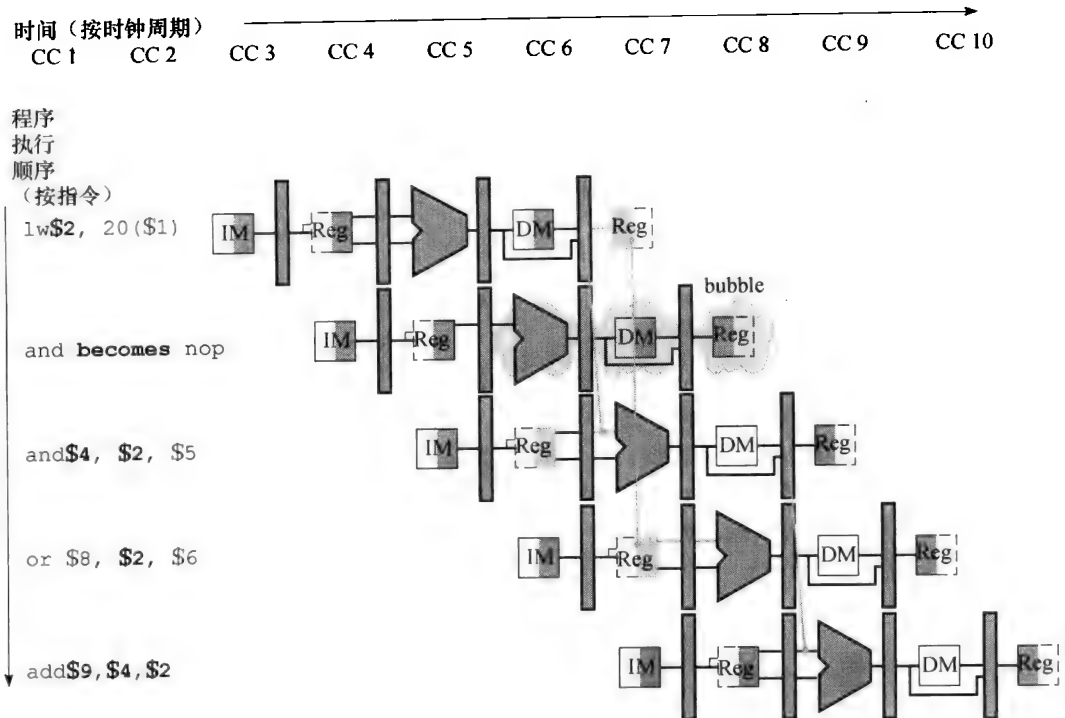 时间（按时钟周期）
CC 1 CC 2 CC 3 CC 4 CC 5 CC 6 CC 7 CC 8 CC 9 CC 10
程序
执行
顺序
（按指令）
lw$2, 20($1) IM Reg DM Reg
bubble
and becomes nop IM Reg DM Reg
and$4, $2, $5 IM Reg DM Reg
or $8, $2, $6 IM Reg DM Reg
add$9,$4,$2 IM Reg DM Reg